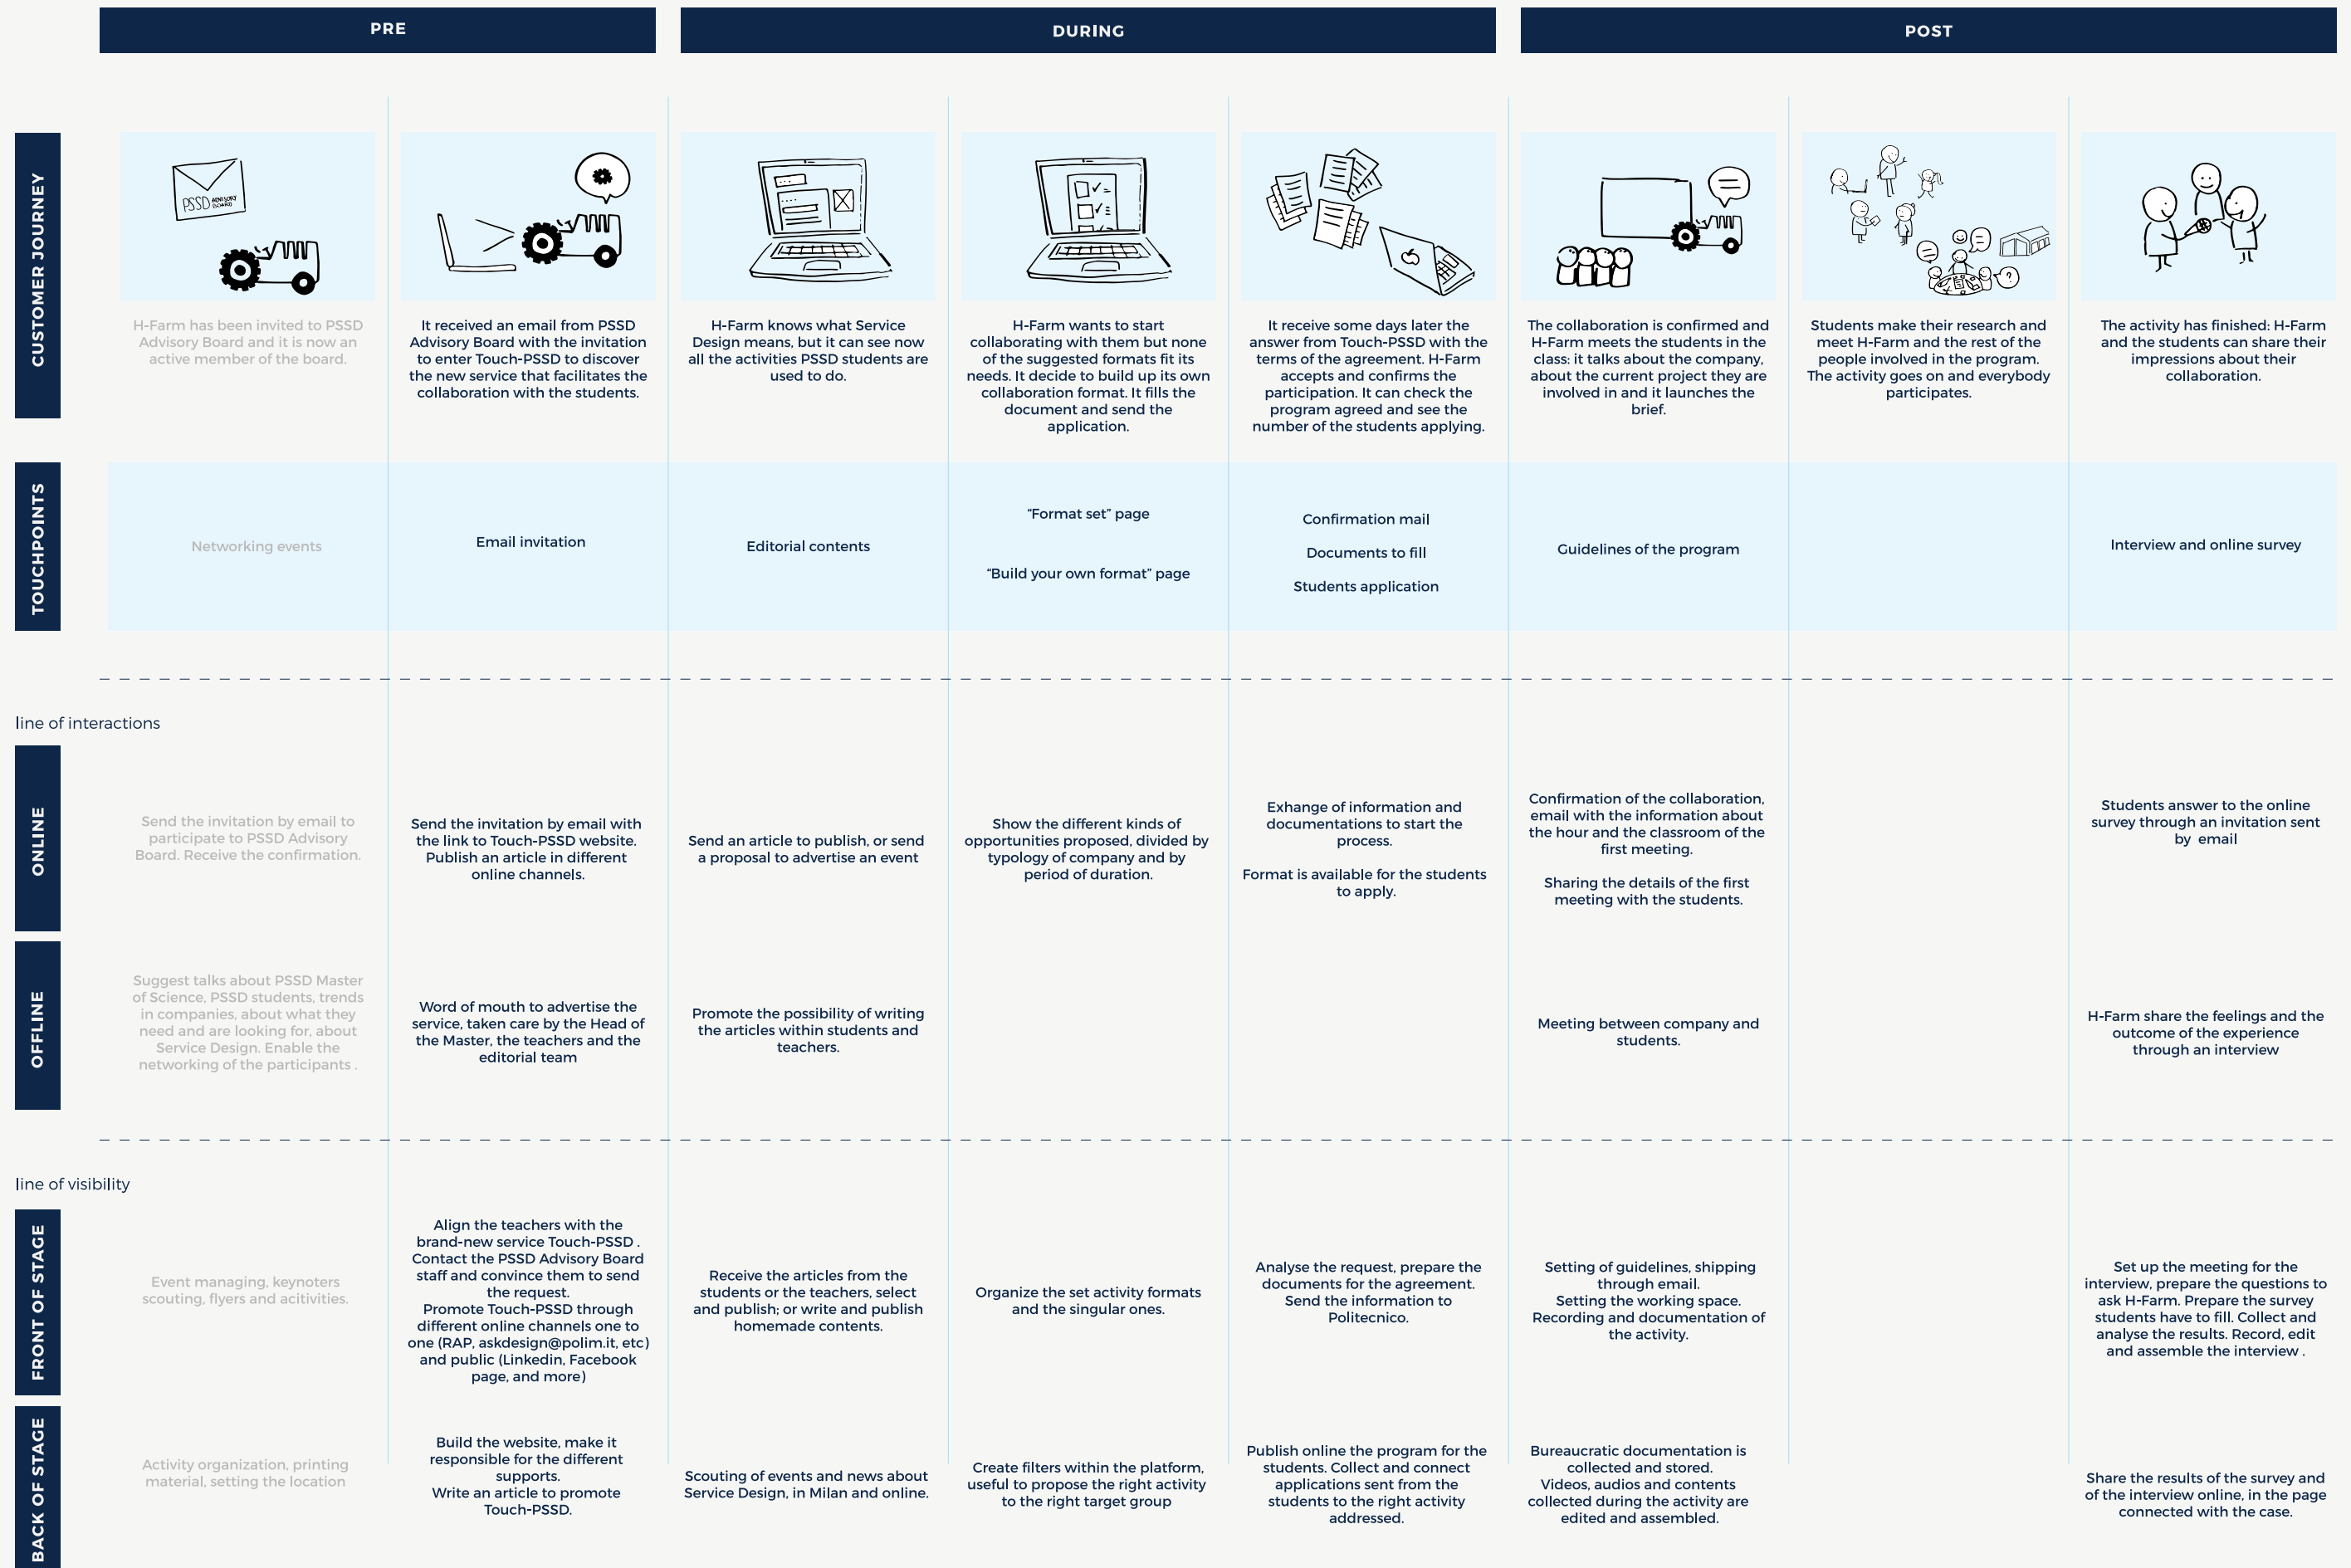 PRE
DURING
POST
CUSTOMER JOURNEY
PSSD ADVISORY
BOARD
H-Farm has been invited to PSSD
Advisory Board and it is now an
active member of the board.
It received an email from PSSD
Advisory Board with the invitation
to enter Touch-PSSD to discover
the new service that facilitates the
collaboration with the students.
H-Farm knows what Service
Design means, but it can see now
all the activities PSSD students are
used to do.
H-Farm wants to start
collaborating with them but none
of the suggested formats fit its
needs. It decide to build up its own
collaboration format. It fills the
document and send the
application.
It receive some days later the
answer from Touch-PSSD with the
terms of the agreement. H-Farm
accepts and confirms the
participation. It can check the
program agreed and see the
number of the students applying.
The collaboration is confirmed and
H-Farm meets the students in the
class: it talks about the company,
about the current project they are
involved in and it launches the
brief.
Students make their research and
meet H-Farm and the rest of the
people involved in the program.
The activity goes on and everybody
participates.
The activity has finished: H-Farm
and the students can share their
impressions about their
collaboration.
TOUCHPOINTS
Networking events
Email invitation
Editorial contents
“Format set” page
“Build your own format” page
Confirmation mail
Documents to fill
Students application
Guidelines of the program
Interview and online survey
line of interactions
ONLINE
Send the invitation by email to
participate to PSSD Advisory
Board. Receive the confirmation.
Send the invitation by email with
the link to Touch-PSSD website.
Publish an article in different
online channels.
Send an article to publish, or send
a proposal to advertise an event
Show the different kinds of
opportunities proposed, divided by
typology of company and by
period of duration.
Exhange of information and
documentations to start the
process.
Format is available for the students
to apply.
Confirmation of the collaboration,
email with the information about
the hour and the classroom of the
first meeting.
Sharing the details of the first
meeting with the students.
Students answer to the online
survey through an invitation sent
by  email
OFFLINE
Suggest talks about PSSD Master
of Science, PSSD students, trends
in companies, about what they
need and are looking for, about
Service Design. Enable the
networking of the participants .
Word of mouth to advertise the
service, taken care by the Head of
the Master, the teachers and the
editorial team
Promote the possibility of writing
the articles within students and
teachers.
Meeting between company and
students.
H-Farm share the feelings and the
outcome of the experience
through an interview
line of visibility
FRONT OF STAGE
Event managing, keynoters
scouting, flyers and acitivities.
Align the teachers with the
brand-new service Touch-PSSD .
Contact the PSSD Advisory Board
staff and convince them to send
the request.
Promote Touch-PSSD through
different online channels one to
one (RAP, askdesign@polim.it, etc)
and public (Linkedin, Facebook
page, and more)
Receive the articles from the
students or the teachers, select
and publish; or write and publish
homemade contents.
Organize the set activity formats
and the singular ones.
Analyse the request, prepare the
documents for the agreement.
Send the information to
Politecnico.
Setting of guidelines, shipping
through email.
Setting the working space.
Recording and documentation of
the activity.
Set up the meeting for the
interview, prepare the questions to
ask H-Farm. Prepare the survey
students have to fill. Collect and
analyse the results. Record, edit
and assemble the interview .
BACK OF STAGE
Activity organization, printing
material, setting the location
Build the website, make it
responsible for the different
supports.
Write an article to promote
Touch-PSSD.
Scouting of events and news about
Service Design, in Milan and online.
Create filters within the platform,
useful to propose the right activity
to the right target group
Publish online the program for the
students. Collect and connect
applications sent from the
students to the right activity
addressed.
Bureaucratic documentation is
collected and stored.
Videos, audios and contents
collected during the activity are
edited and assembled.
Share the results of the survey and
of the interview online, in the page
connected with the case.